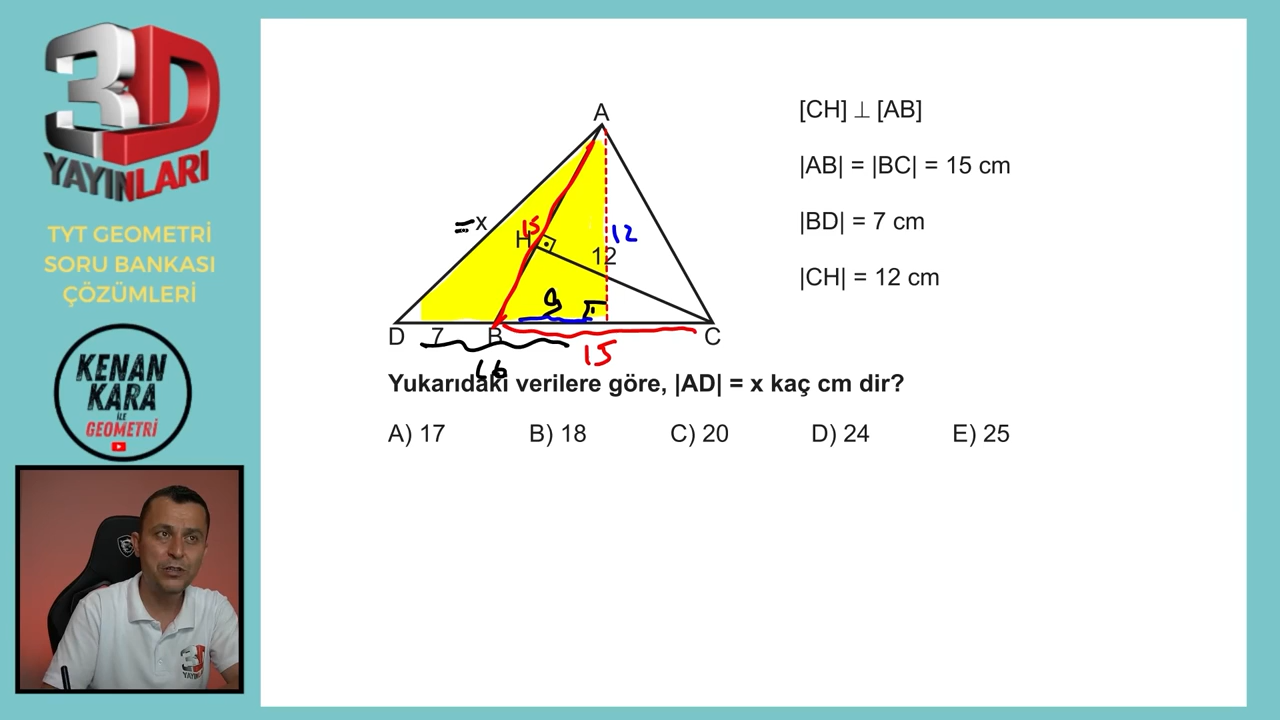 3D
YAYINLARI
TYT GEOMETRİ
SORU BANKASI
ÇÖZÜMLERİ
KENAN
KARA
İLE
GEOMETRİ
3D
YAYINLARI
A
x
15
H
12
12
9
D
7
B
C
15
16
[CH] ⊥ [AB]
|AB| = |BC| = 15 cm
|BD| = 7 cm
|CH| = 12 cm
Yukarıdaki verilere göre, |AD| = x kaç cm dir?
A) 17 B) 18 C) 20 D) 24 E) 25